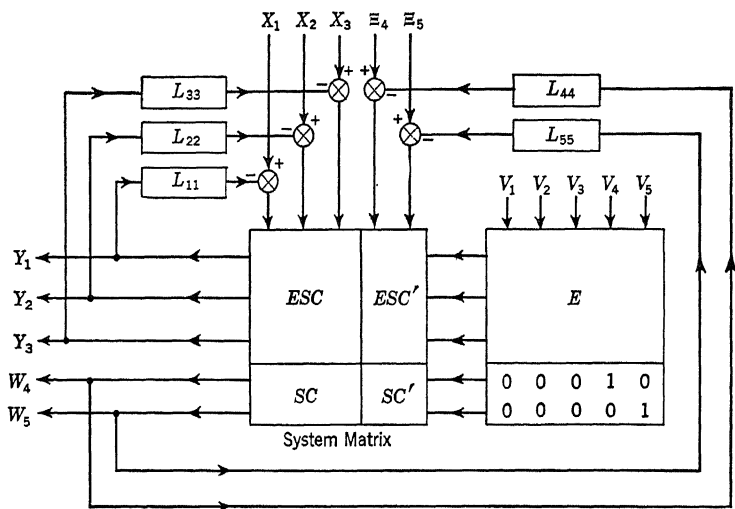 X₁ X₂ X₃ Ξ₄ Ξ₅
L₃₃
L₄₄
L₂₂
L₅₅
L₁₁
V₁ V₂ V₃ V₄ V₅
+ − + − + − + − + −
Y₁
Y₂
ESC ESC′ E
Y₃
W₄
SC SC′
0 0 0 1 0
W₅
0 0 0 0 1
System Matrix